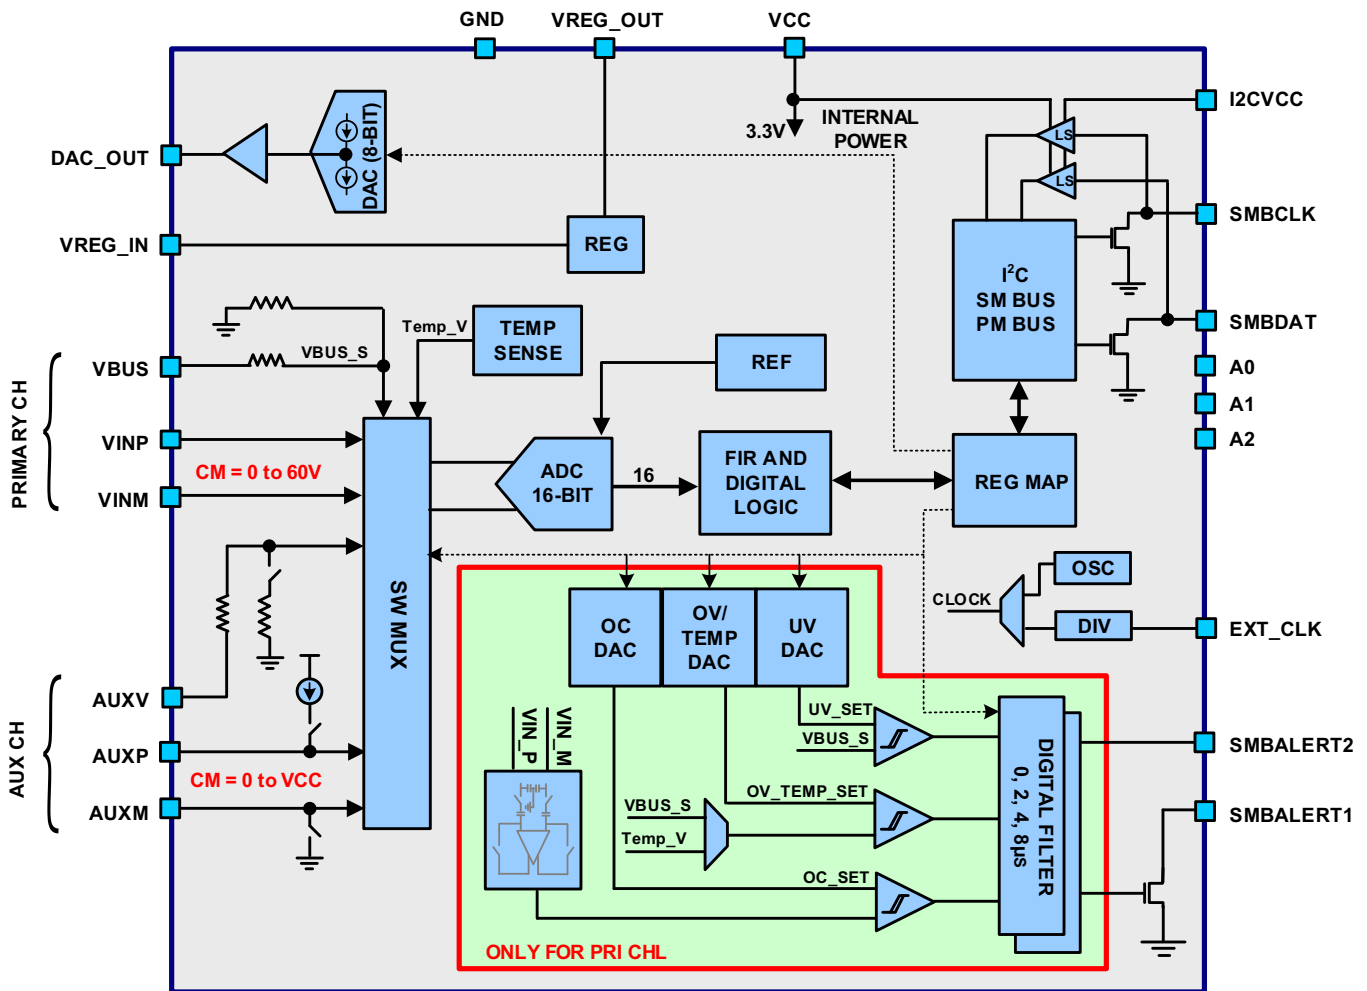 GND
VREG_OUT
VCC
I2CVCC
DAC_OUT
DAC (8-BIT)
3.3V
INTERNAL
POWER
LS
LS
SMBCLK
VREG_IN
REG
I²C
SM BUS
PM BUS
SMBDAT
Temp_V
TEMP
SENSE
REF
A0
A1
A2
PRIMARY CH
VBUS
VBUS_S
VINP
CM = 0 to 60V
VINM
SW MUX
ADC
16-BIT
16
FIR AND
DIGITAL
LOGIC
REG MAP
OSC
CLOCK
DIV
EXT_CLK
OC
DAC
OV/
TEMP
DAC
UV
DAC
AUX CH
AUXV
AUXP
CM = 0 to VCC
AUXM
VIN_P
VIN_M
UV_SET
VBUS_S
OV_TEMP_SET
VBUS_S
Temp_V
OC_SET
DIGITAL FILTER
0, 2, 4, 8µs
SMBALERT2
SMBALERT1
ONLY FOR PRI CHL